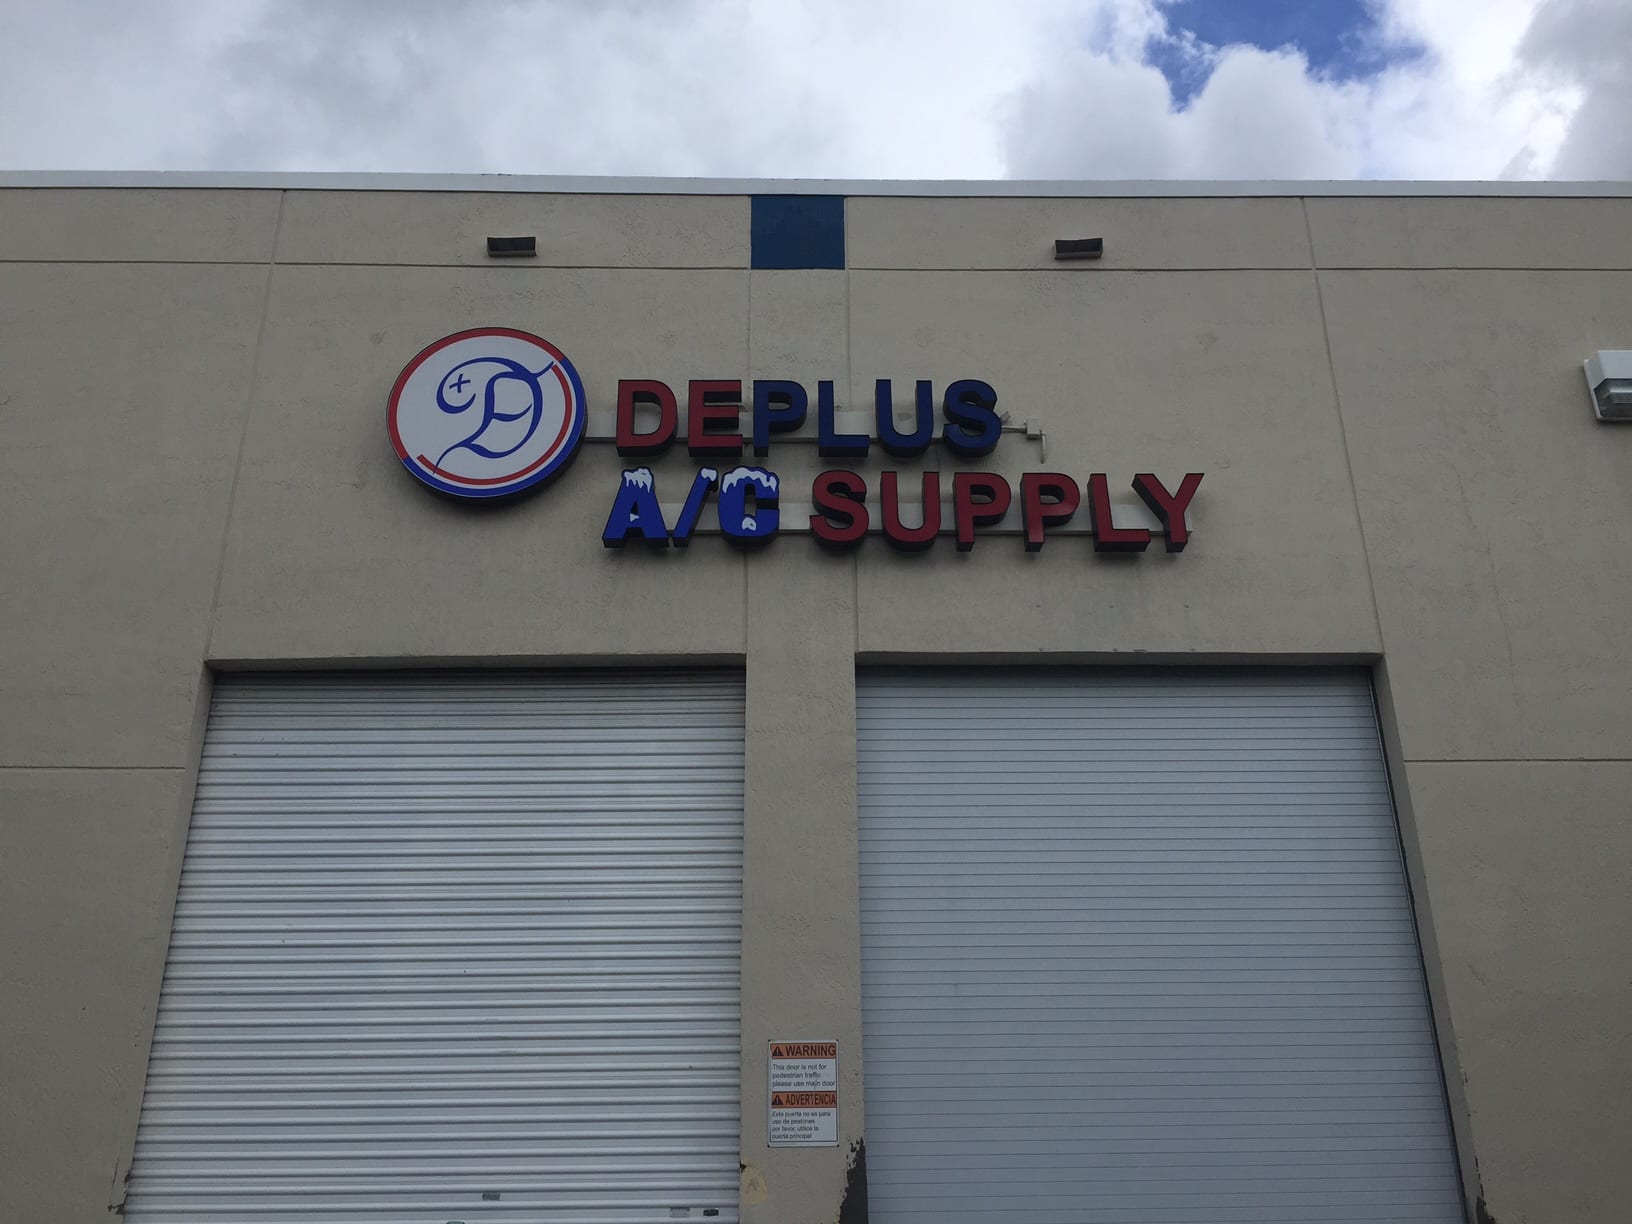 D+
DEPLUS
A/C SUPPLY
WARNING
This door is not for
pedestrian traffic
please use main door
ADVERTENCIA
Este puerta no es para
uso de peatones
por favor, utilice la
puerta principal